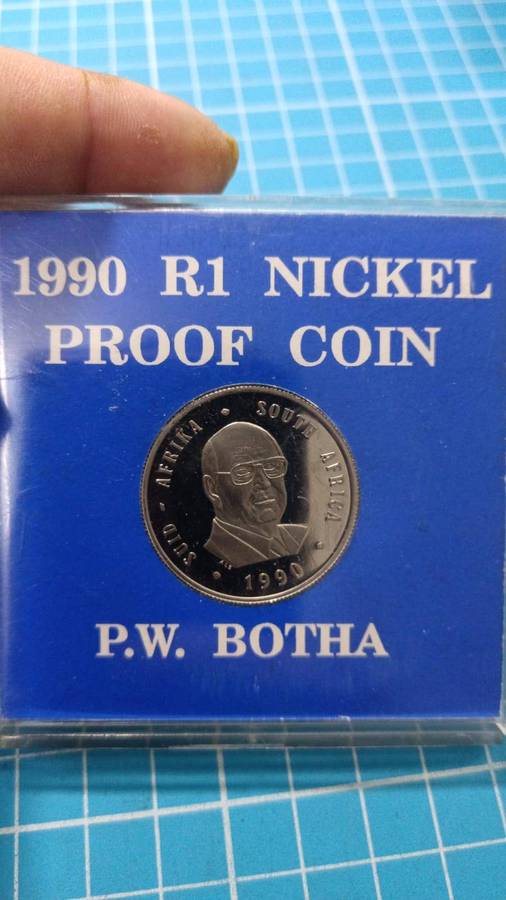 1990 R1 NICKEL
PROOF COIN
SUID - AFRIKA • SOUTH AFRICA
• 1990 •
P.W. BOTHA